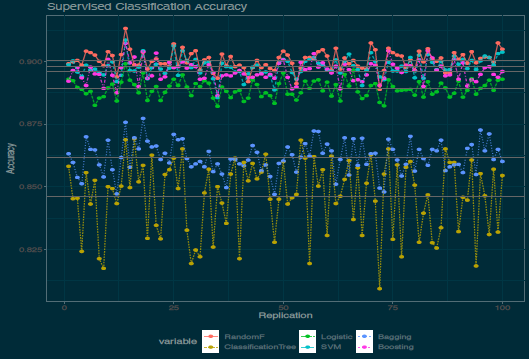 Supervised Classification Accuracy
0.900
0.875
0.850
0.825
Accuracy
0
25
50
75
100
Replication
variable
RandomF
Logistic
Bagging
ClassificationTree
SVM
Boosting